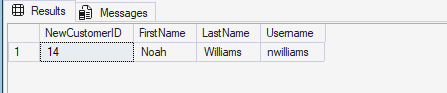 Results Messages
NewCustomerID FirstName LastName Username
1 14 Noah Williams nwilliams